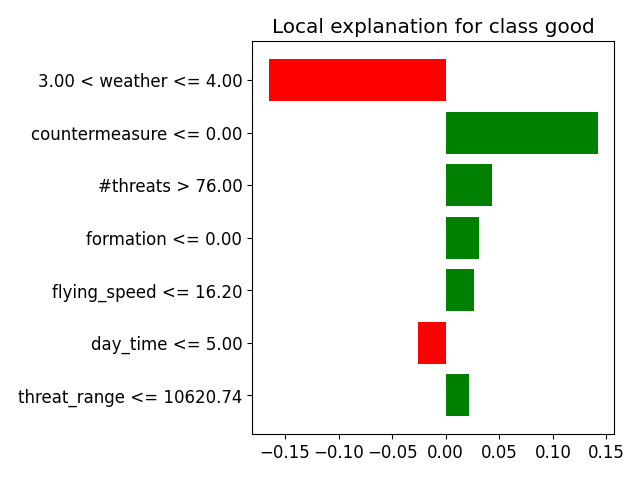 Local explanation for class good
3.00 < weather <= 4.00
countermeasure <= 0.00
#threats > 76.00
formation <= 0.00
flying_speed <= 16.20
day_time <= 5.00
threat_range <= 10620.74
−0.15 −0.10 −0.05 0.00 0.05 0.10 0.15